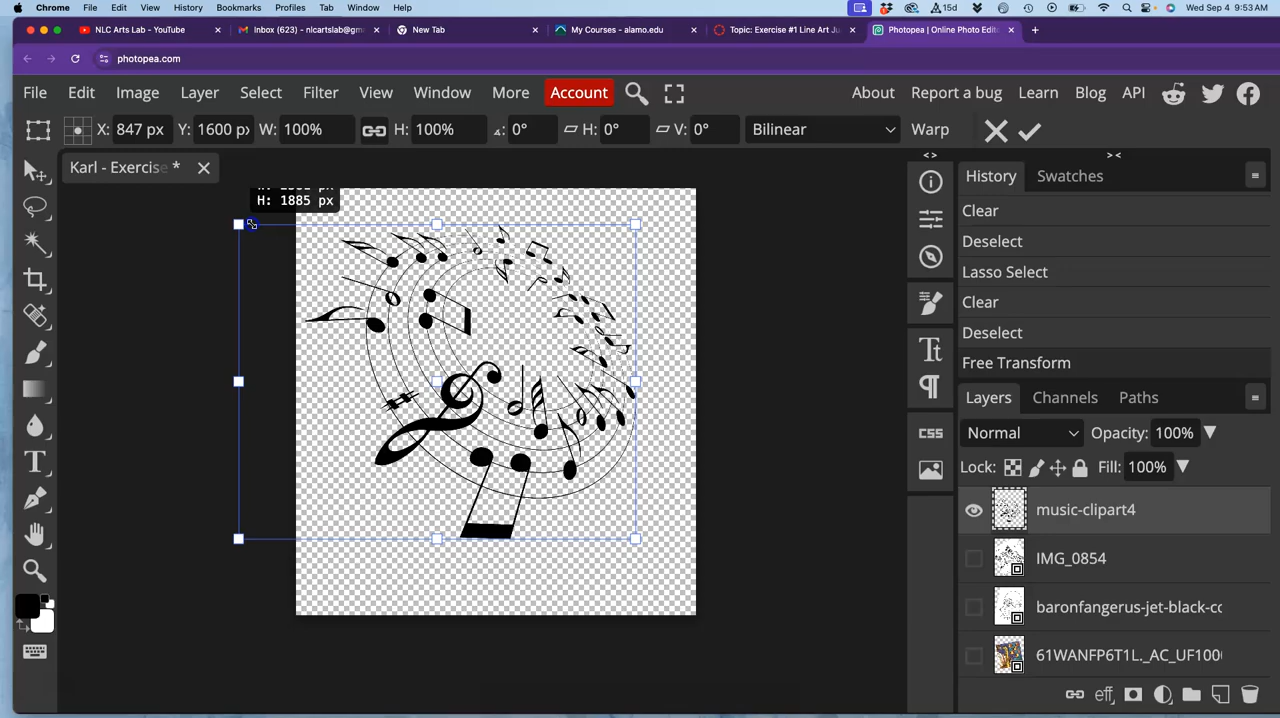 Chrome File Edit View History Bookmarks Profiles Tab Window Help 15d Wed Sep 4 9:53 AM
NLC Arts Lab - YouTube Inbox (623) - nlcartslab@gm New Tab My Courses - alamo.edu Topic: Exercise #1 Line Art Ju Photopea | Online Photo Edit
photopea.com
File Edit Image Layer Select Filter View Window More Account About Report a bug Learn Blog API
X: 847 px Y: 1600 px W: 100% H: 100% ∡: 0° H: 0° V: 0° Bilinear Warp
Karl - Exercise * < > > <
H: 1885 px
History Swatches
Clear
Deselect
Lasso Select
Clear
Deselect
Free Transform
Layers Channels Paths
Normal Opacity: 100%
CSS
Lock: Fill: 100%
music-clipart4
IMG_0854
baronfangerus-jet-black-cc
61WANFP6T1L._AC_UF100
eff